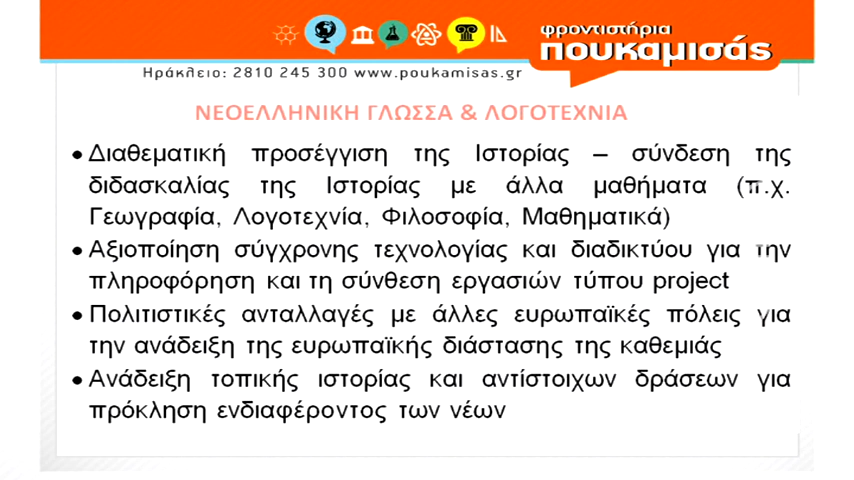 φροντιστήρια
πουκαμισάς
Ηράκλειο: 2810 245 300 www.poukamisas.gr
ΝΕΟΕΛΛΗΝΙΚΗ ΓΛΩΣΣΑ & ΛΟΓΟΤΕΧΝΙΑ
• Διαθεματική προσέγγιση της Ιστορίας – σύνδεση της
διδασκαλίας της Ιστορίας με άλλα μαθήματα (π.χ.
Γεωγραφία, Λογοτεχνία, Φιλοσοφία, Μαθηματικά)
• Αξιοποίηση σύγχρονης τεχνολογίας και διαδικτύου για την
πληροφόρηση και τη σύνθεση εργασιών τύπου project
• Πολιτιστικές ανταλλαγές με άλλες ευρωπαϊκές πόλεις για
την ανάδειξη της ευρωπαϊκής διάστασης της καθεμιάς
• Ανάδειξη τοπικής ιστορίας και αντίστοιχων δράσεων για
πρόκληση ενδιαφέροντος των νέων